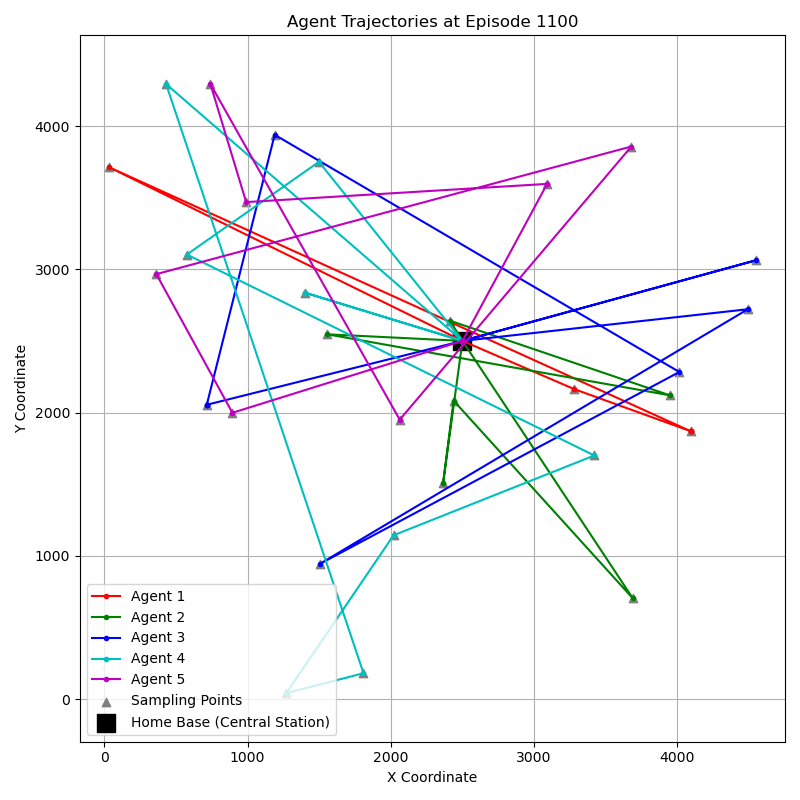 Agent Trajectories at Episode 1100
Y Coordinate
4000
3000
2000
1000
0
Agent 1
Agent 2
Agent 3
Agent 4
Agent 5
Sampling Points
Home Base (Central Station)
0 1000 2000 3000 4000
X Coordinate